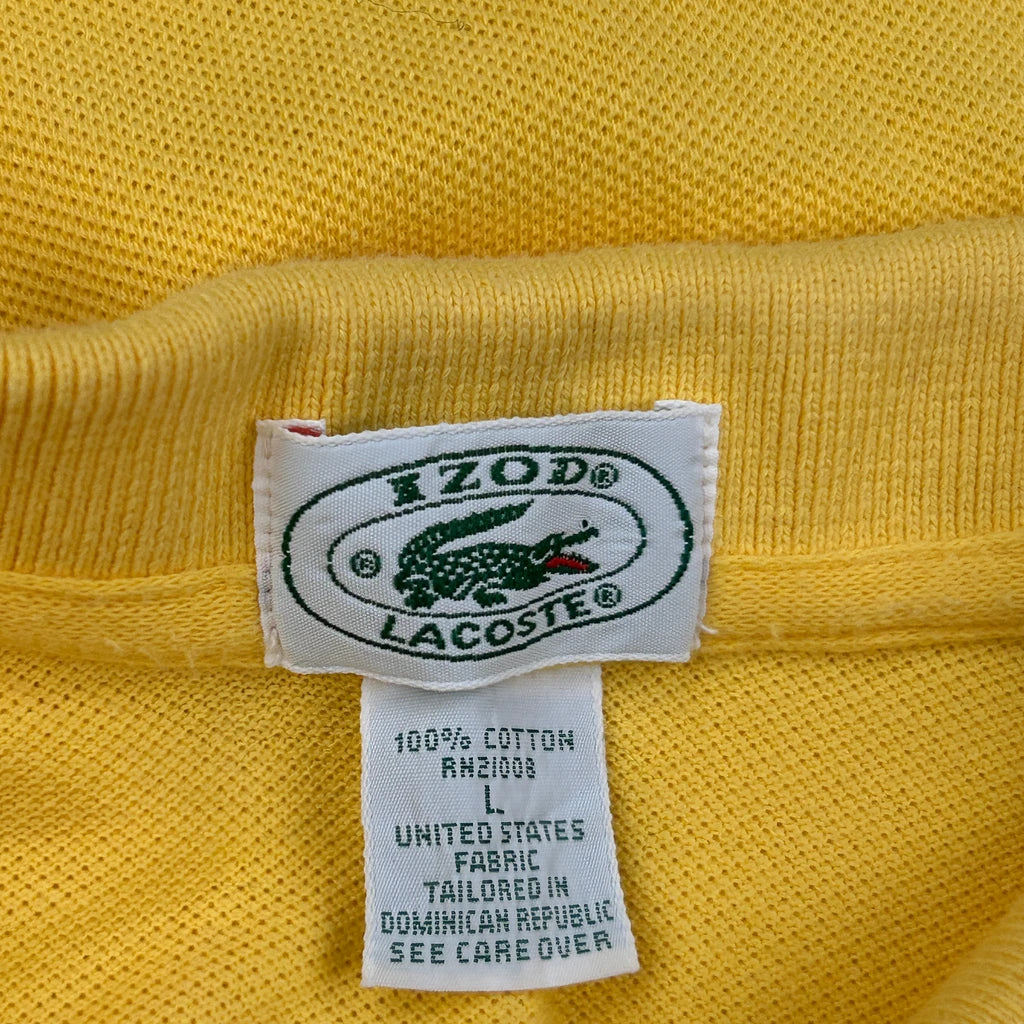 IZOD®
®
LACOSTE®
100% COTTON
RN21008
L
UNITED STATES
FABRIC
TAILORED IN
DOMINICAN REPUBLIC
SEE CARE OVER